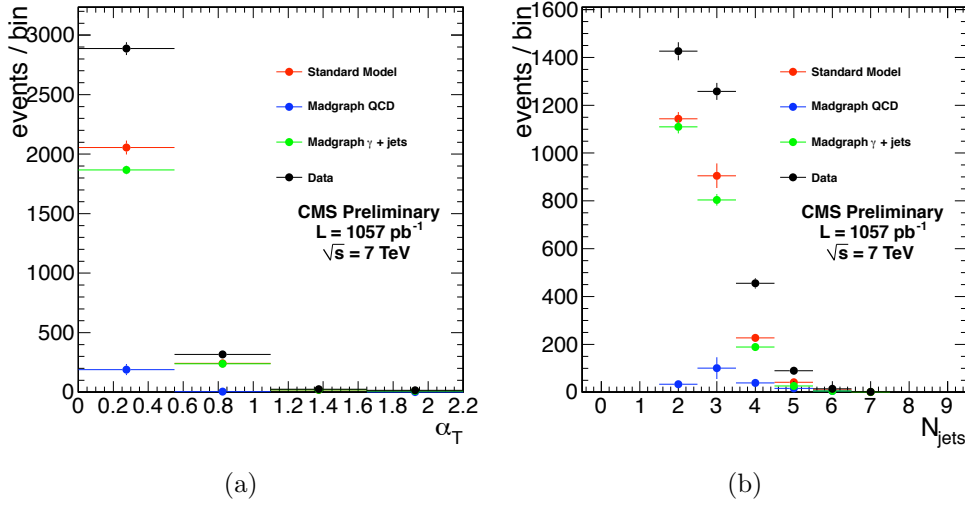 events / bin
3000
2500
2000
1500
1000
500
0
0 0.2 0.4 0.6 0.8 1 1.2 1.4 1.6 1.8 2 2.2
α_T
Standard Model
Madgraph QCD
Madgraph γ + jets
Data
CMS Preliminary
L = 1057 pb⁻¹
√s = 7 TeV
(a)
events / bin
1600
1400
1200
1000
800
600
400
200
0
0 1 2 3 4 5 6 7 8 9
N_jets
Standard Model
Madgraph QCD
Madgraph γ + jets
Data
CMS Preliminary
L = 1057 pb⁻¹
√s = 7 TeV
(b)